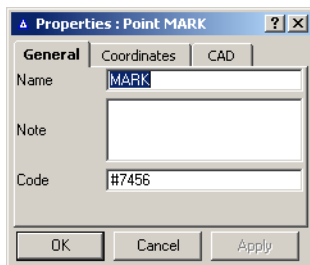 Properties : Point MARK
General Coordinates CAD
Name MARK
Note
Code #7456
OK Cancel Apply